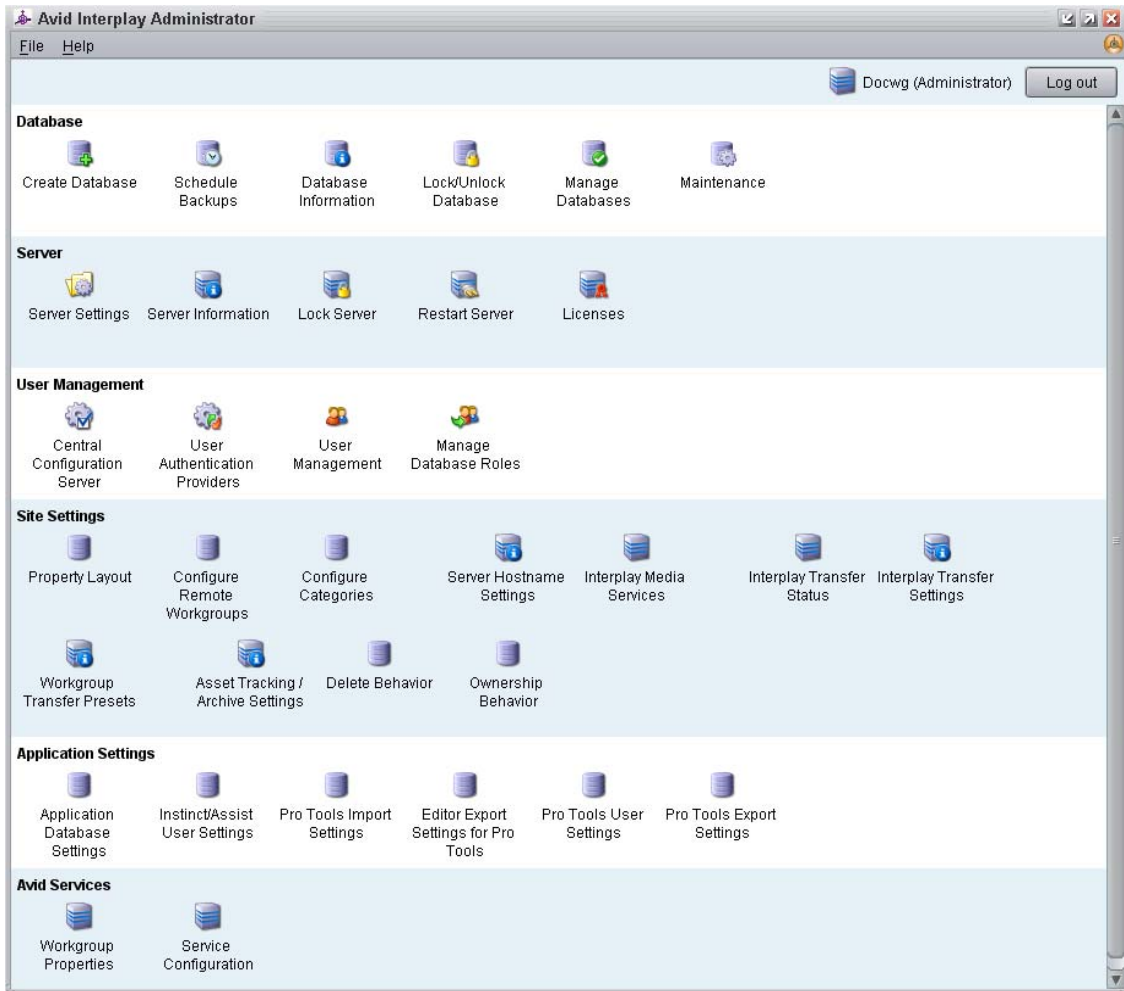 Avid Interplay Administrator
File Help
Docwg (Administrator) Log out
Database
Create Database
Schedule
Backups
Database
Information
Lock/Unlock
Database
Manage
Databases
Maintenance
Server
Server Settings
Server Information
Lock Server
Restart Server
Licenses
User Management
Central
Configuration
Server
User
Authentication
Providers
User
Management
Manage
Database Roles
Site Settings
Property Layout
Configure
Remote
Workgroups
Configure
Categories
Server Hostname
Settings
Interplay Media
Services
Interplay Transfer
Status
Interplay Transfer
Settings
Workgroup
Transfer Presets
Asset Tracking /
Archive Settings
Delete Behavior
Ownership
Behavior
Application Settings
Application
Database
Settings
Instinct/Assist
User Settings
Pro Tools Import
Settings
Editor Export
Settings for Pro
Tools
Pro Tools User
Settings
Pro Tools Export
Settings
Avid Services
Workgroup
Properties
Service
Configuration